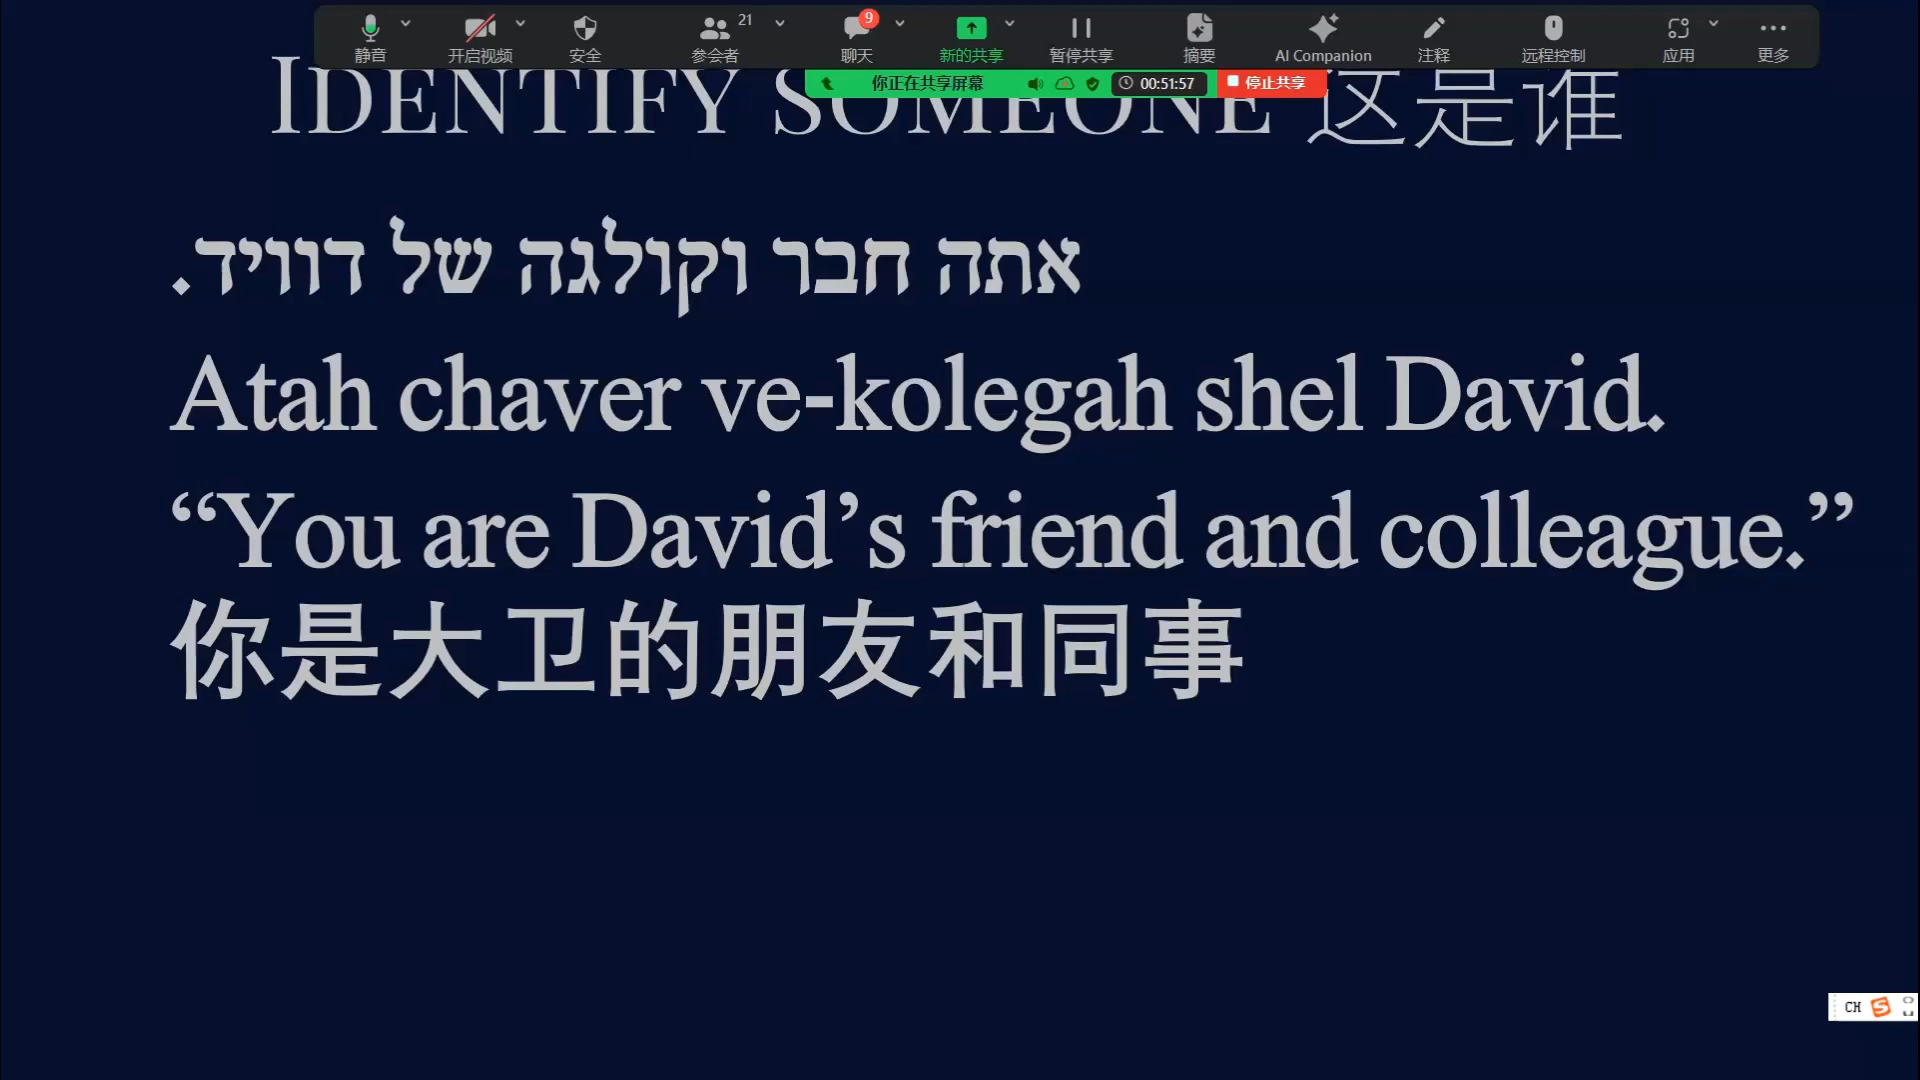 21
9
静音
开启视频
安全
参会者
聊天
新的共享
暂停共享
摘要
AI Companion
注释
远程控制
应用
更多
你正在共享屏幕
00:51:57
停止共享
IDENTIFY SOMEONE 这是谁
אתה חבר וקולגה של דוויד.
Atah chaver ve-kolegah shel David.
“You are David’s friend and colleague.”
你是大卫的朋友和同事
CH